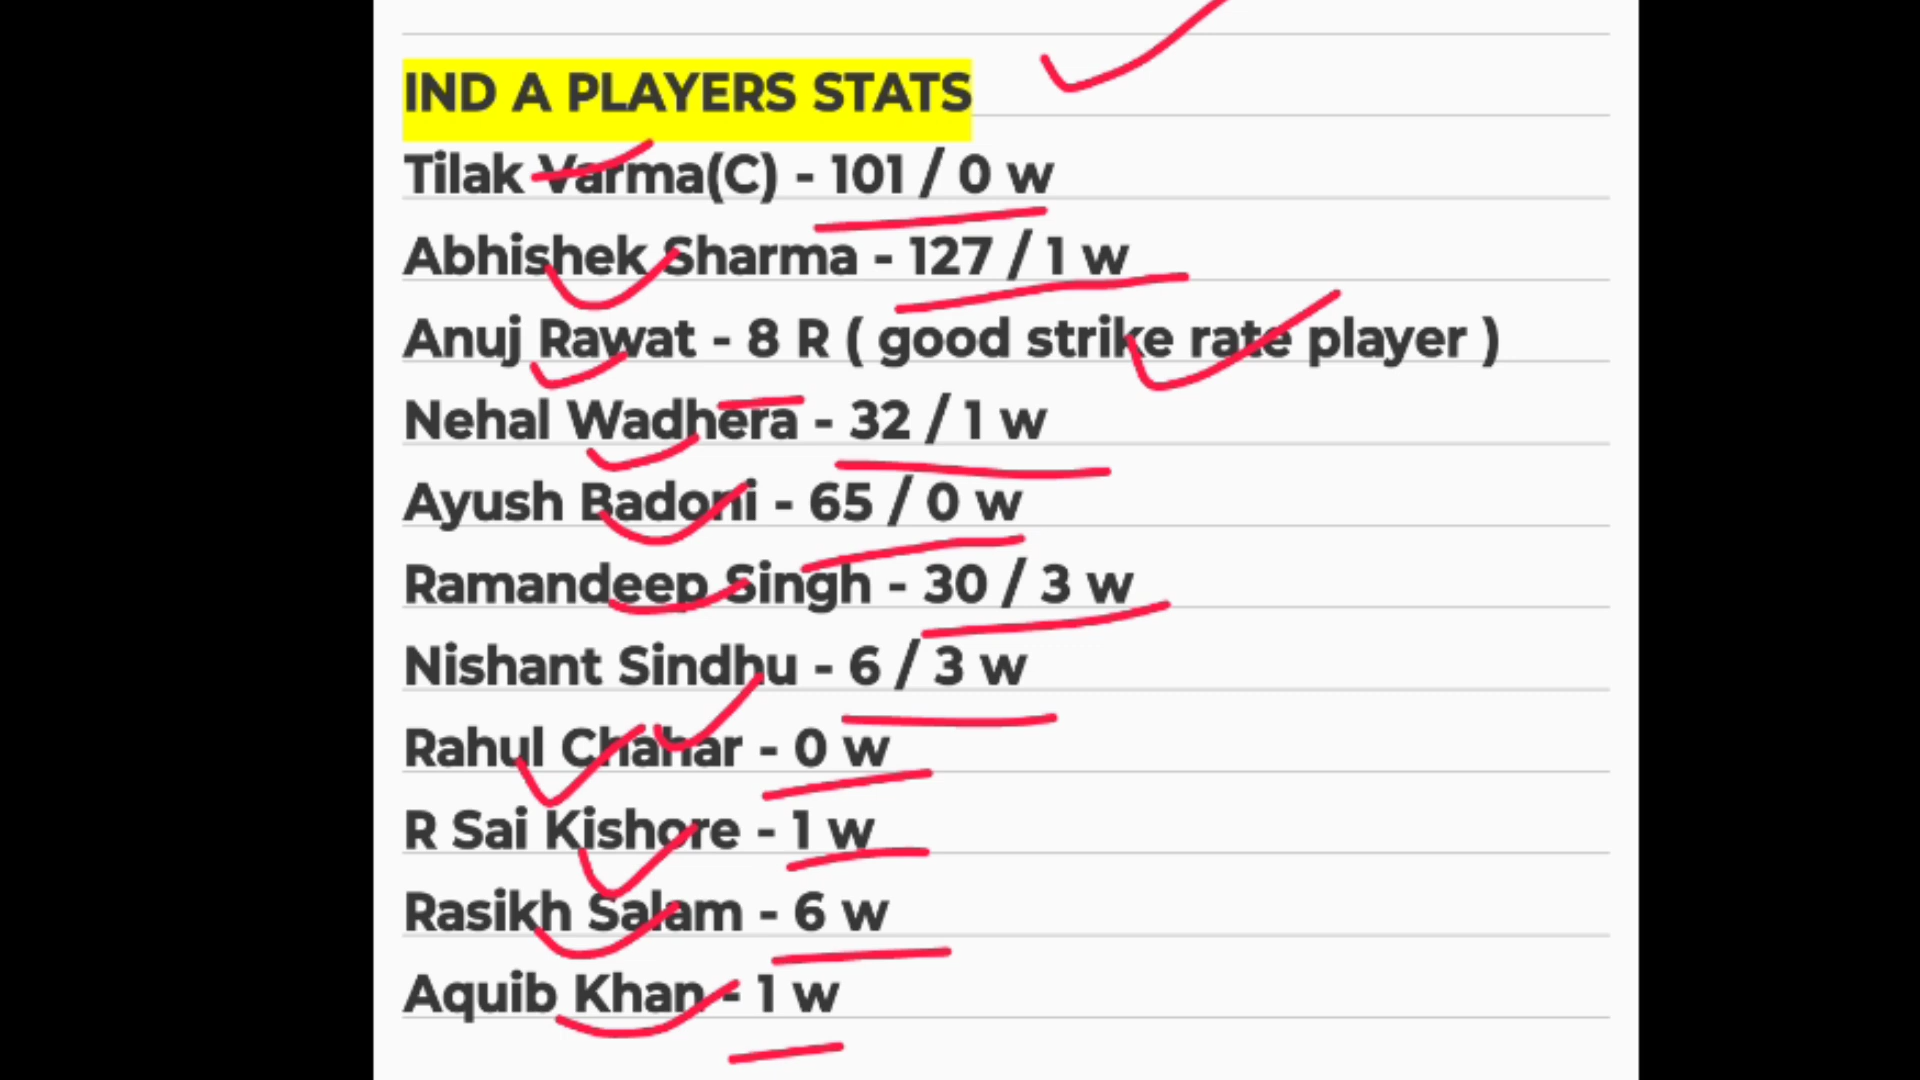 IND A PLAYERS STATS
Tilak Varma(C) - 101 / 0 w
Abhishek Sharma - 127 / 1 w
Anuj Rawat - 8 R ( good strike rate player )
Nehal Wadhera - 32 / 1 w
Ayush Badoni - 65 / 0 w
Ramandeep Singh - 30 / 3 w
Nishant Sindhu - 6 / 3 w
Rahul Chahar - 0 w
R Sai Kishore - 1 w
Rasikh Salam - 6 w
Aquib Khan - 1 w